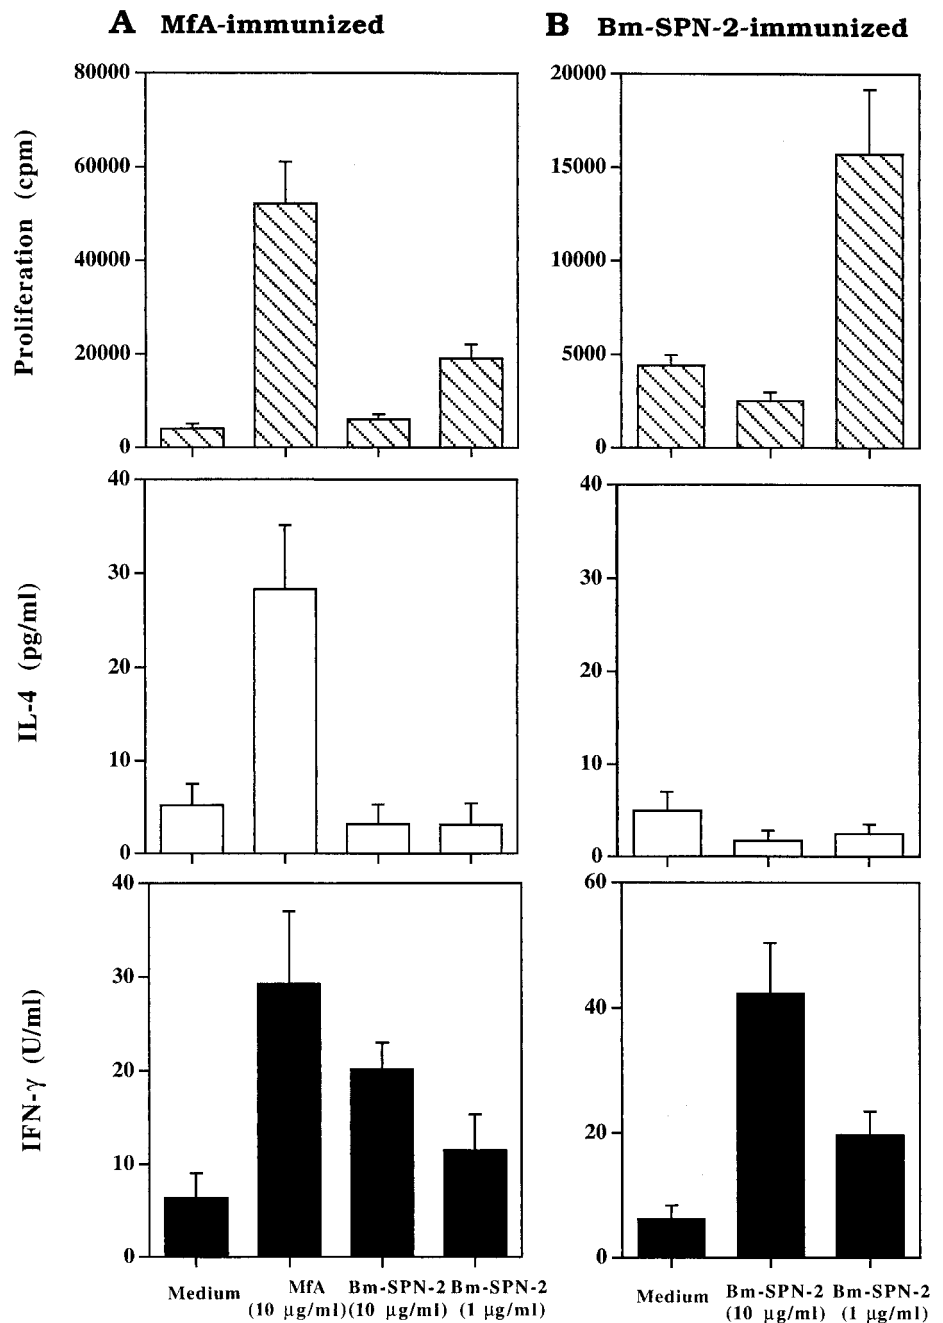 A MfA-immunized
B Bm-SPN-2-immunized
Proliferation (cpm)
80000
60000
40000
20000
0
20000
15000
10000
5000
0
IL-4 (pg/ml)
40
30
20
10
0
40
30
20
10
0
IFN-γ (U/ml)
40
30
20
10
0
60
40
20
0
Medium
MfA
(10 µg/ml)
Bm-SPN-2
(10 µg/ml)
Bm-SPN-2
(1 µg/ml)
Medium
Bm-SPN-2
(10 µg/ml)
Bm-SPN-2
(1 µg/ml)